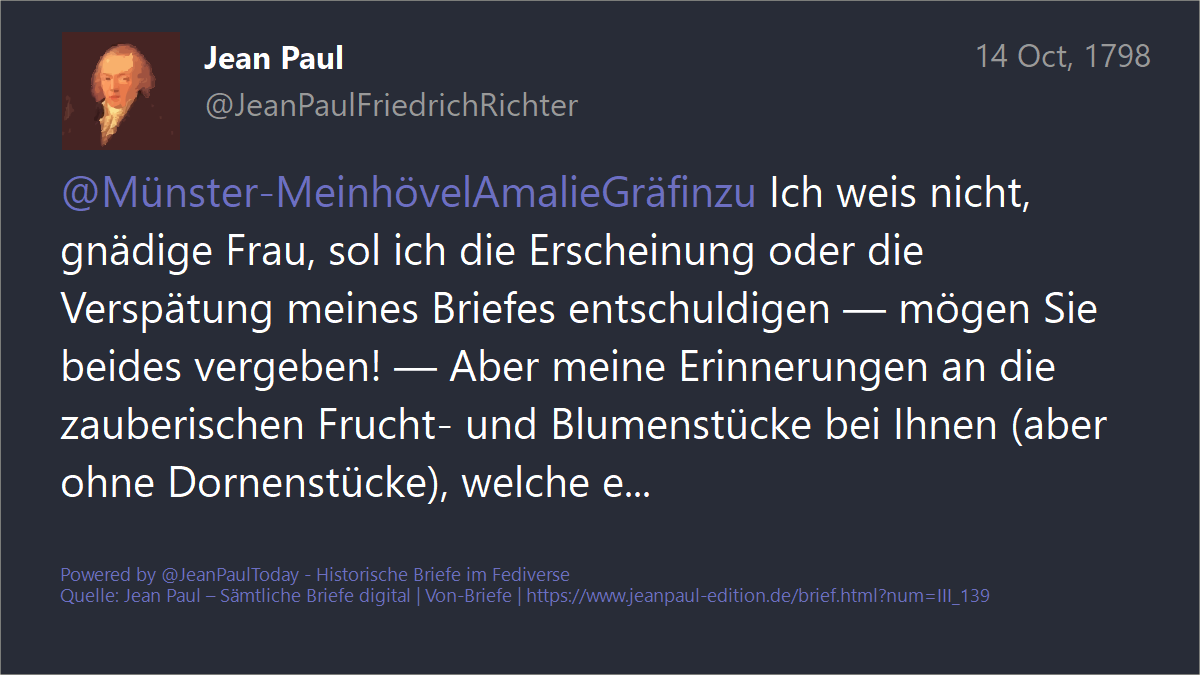 Jean Paul
14 Oct, 1798
@JeanPaulFriedrichRichter
@Münster-MeinhövelAmalieGräfinzu Ich weis nicht,
gnädige Frau, sol ich die Erscheinung oder die
Verspätung meines Briefes entschuldigen — mögen Sie
beides vergeben! — Aber meine Erinnerungen an die
zauberischen Frucht- und Blumenstücke bei Ihnen (aber
ohne Dornenstücke), welche e...
Powered by @JeanPaulToday - Historische Briefe im Fediverse
Quelle: Jean Paul – Sämtliche Briefe digital | Von-Briefe | https://www.jeanpaul-edition.de/brief.html?num=III_139